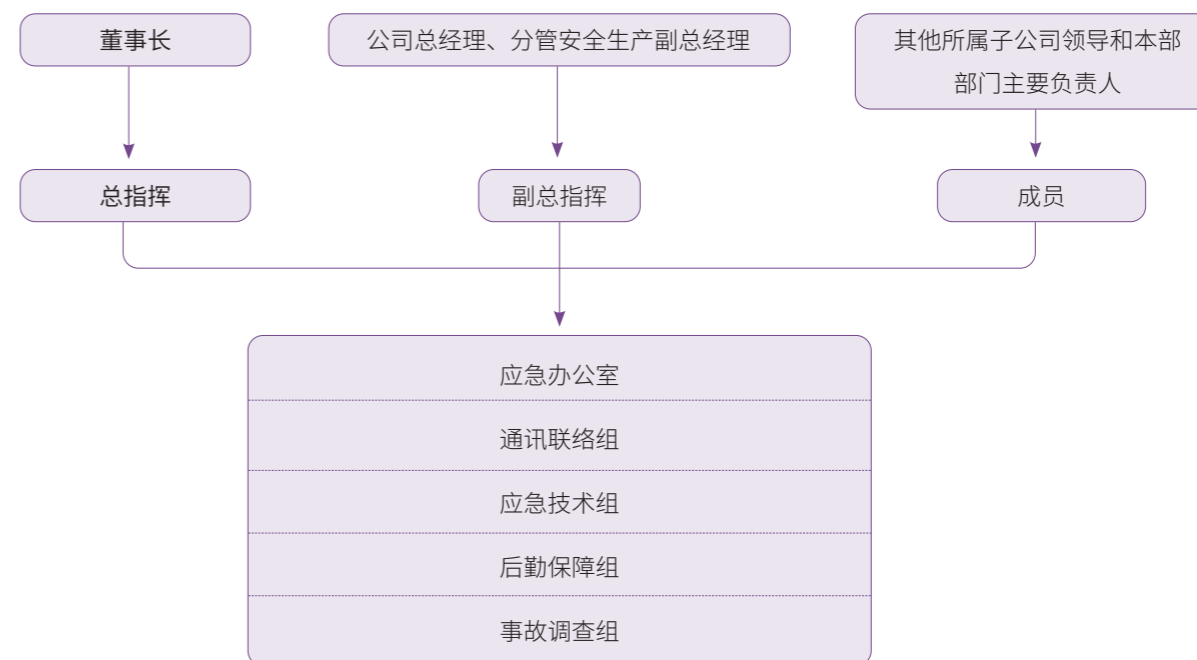 董事长
公司总经理、分管安全生产副总经理
其他所属子公司领导和本部
部门主要负责人
总指挥
副总指挥
成员
应急办公室
通讯联络组
应急技术组
后勤保障组
事故调查组